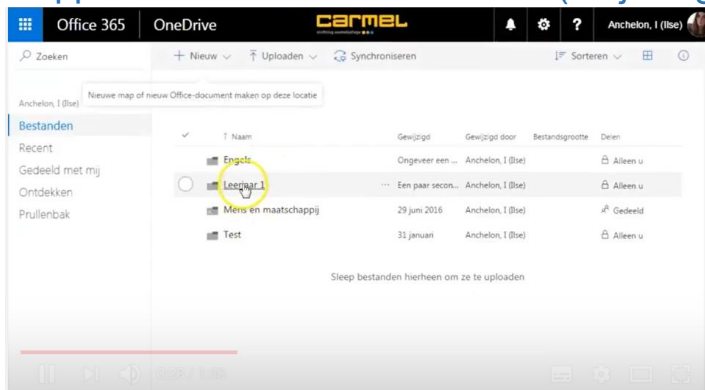 Office 365 OneDrive CARMEL ? Anchelon, I (Ilse)
Zoeken + Nieuw Uploaden Synchroniseren Sorteren
Nieuwe map of nieuw Office-document maken op deze locatie
Anchelon, I (Ilse)
Bestanden
Recent
Gedeeld met mij
Ontdekken
Prullenbak
Naam Gewijzigd Gewijzigd door Bestandsgrootte Delen
Engels Ongeveer een ... Anchelon, I (Ilse) Alleen u
Leerjaar 1 ... Een paar secon... Anchelon, I (Ilse) Alleen u
Mens en maatschappij 29 juni 2016 Anchelon, I (Ilse) Gedeeld
Test 31 januari Anchelon, I (Ilse) Alleen u
Sleep bestanden hierheen om ze te uploaden